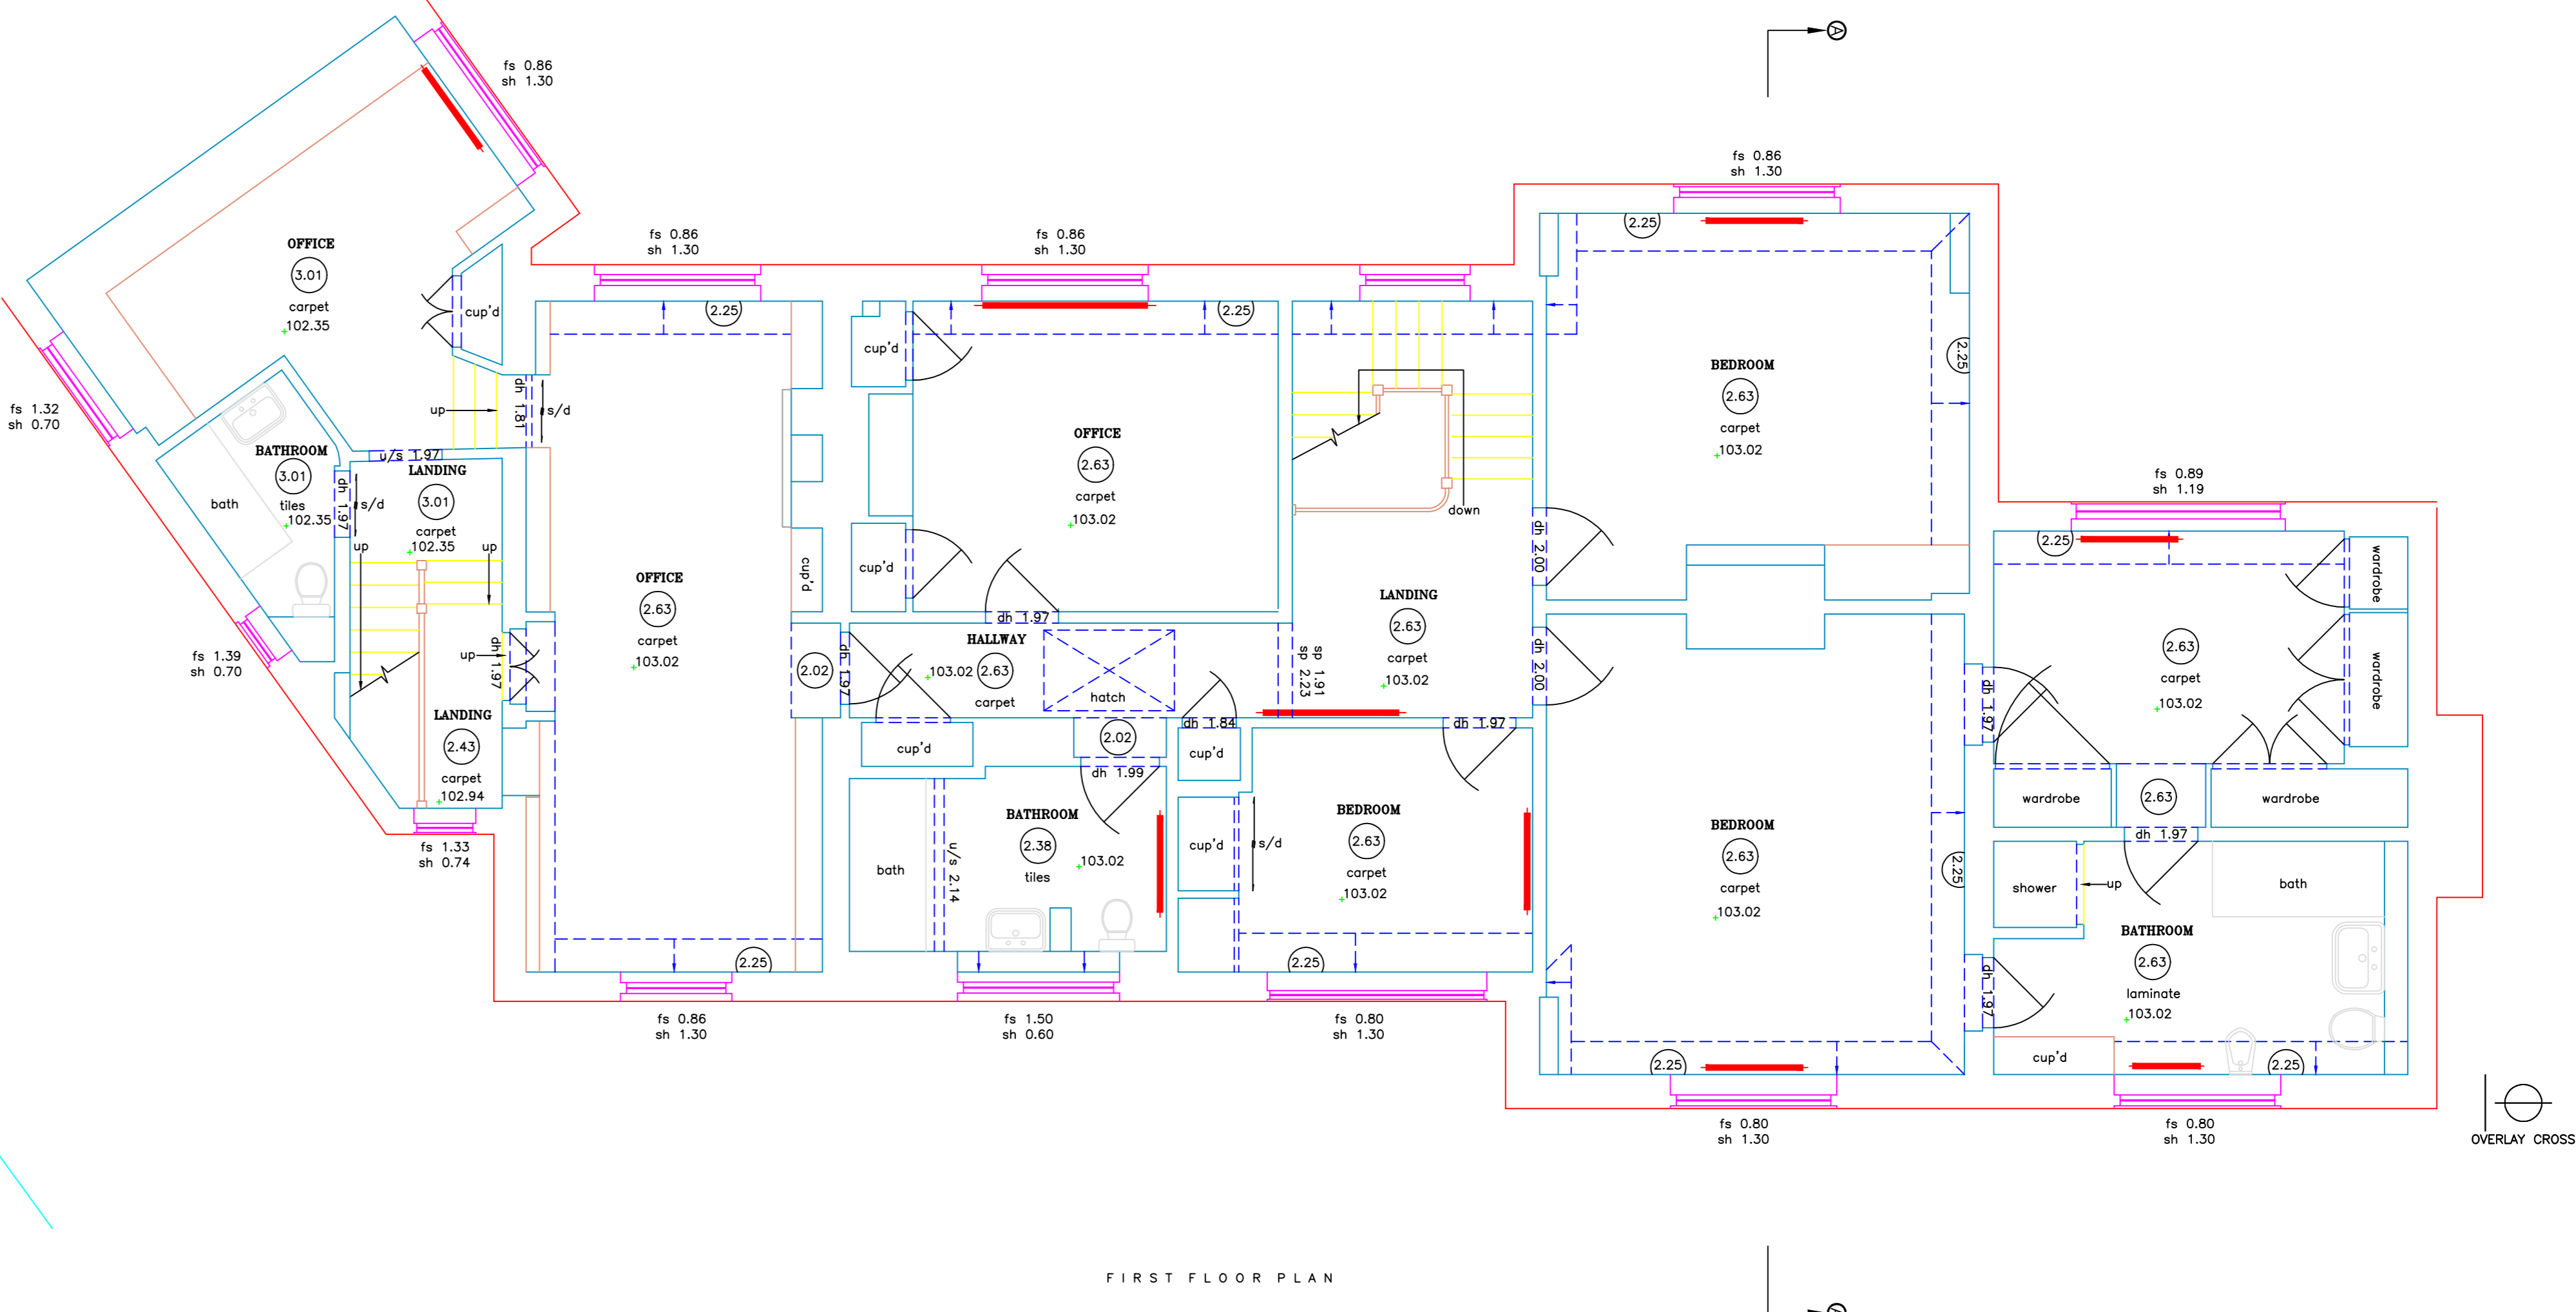 A
fs 0.86
sh 1.30
fs 0.86
sh 1.30
fs 0.86
sh 1.30
fs 0.86
sh 1.30
OFFICE
3.01
carpet
102.35
cup'd
up
dh 1.81
s/d
fs 1.32
sh 0.70
BATHROOM
3.01
tiles
102.35
bath
dh 1.97
s/d
u/s 1.97
LANDING
3.01
carpet
102.35
up
up
up
dh 1.97
fs 1.39
sh 0.70
LANDING
2.43
carpet
102.94
fs 1.33
sh 0.74
2.25
OFFICE
2.63
carpet
103.02
cup'd
2.02
dh 1.97
2.25
fs 0.86
sh 1.30
cup'd
cup'd
2.25
OFFICE
2.63
carpet
103.02
dh 1.97
HALLWAY
103.02
2.63
carpet
hatch
sp 1.91
sp 2.23
cup'd
2.02
dh 1.99
bath
u/s 2.14
BATHROOM
2.38
tiles
103.02
fs 1.50
sh 0.60
down
LANDING
2.63
carpet
103.02
dh 1.84
dh 1.97
cup'd
cup'd
s/d
BEDROOM
2.63
carpet
103.02
2.25
fs 0.80
sh 1.30
2.25
BEDROOM
2.63
carpet
103.02
2.25
dh 2.00
dh 2.00
BEDROOM
2.63
carpet
103.02
2.25
2.25
fs 0.80
sh 1.30
fs 0.89
sh 1.19
2.25
wardrobe
wardrobe
2.63
carpet
103.02
dh 1.97
wardrobe
2.63
wardrobe
dh 1.97
shower
up
bath
BATHROOM
2.63
laminate
103.02
dh 1.97
cup'd
2.25
fs 0.80
sh 1.30
OVERLAY CROSS
FIRST FLOOR PLAN